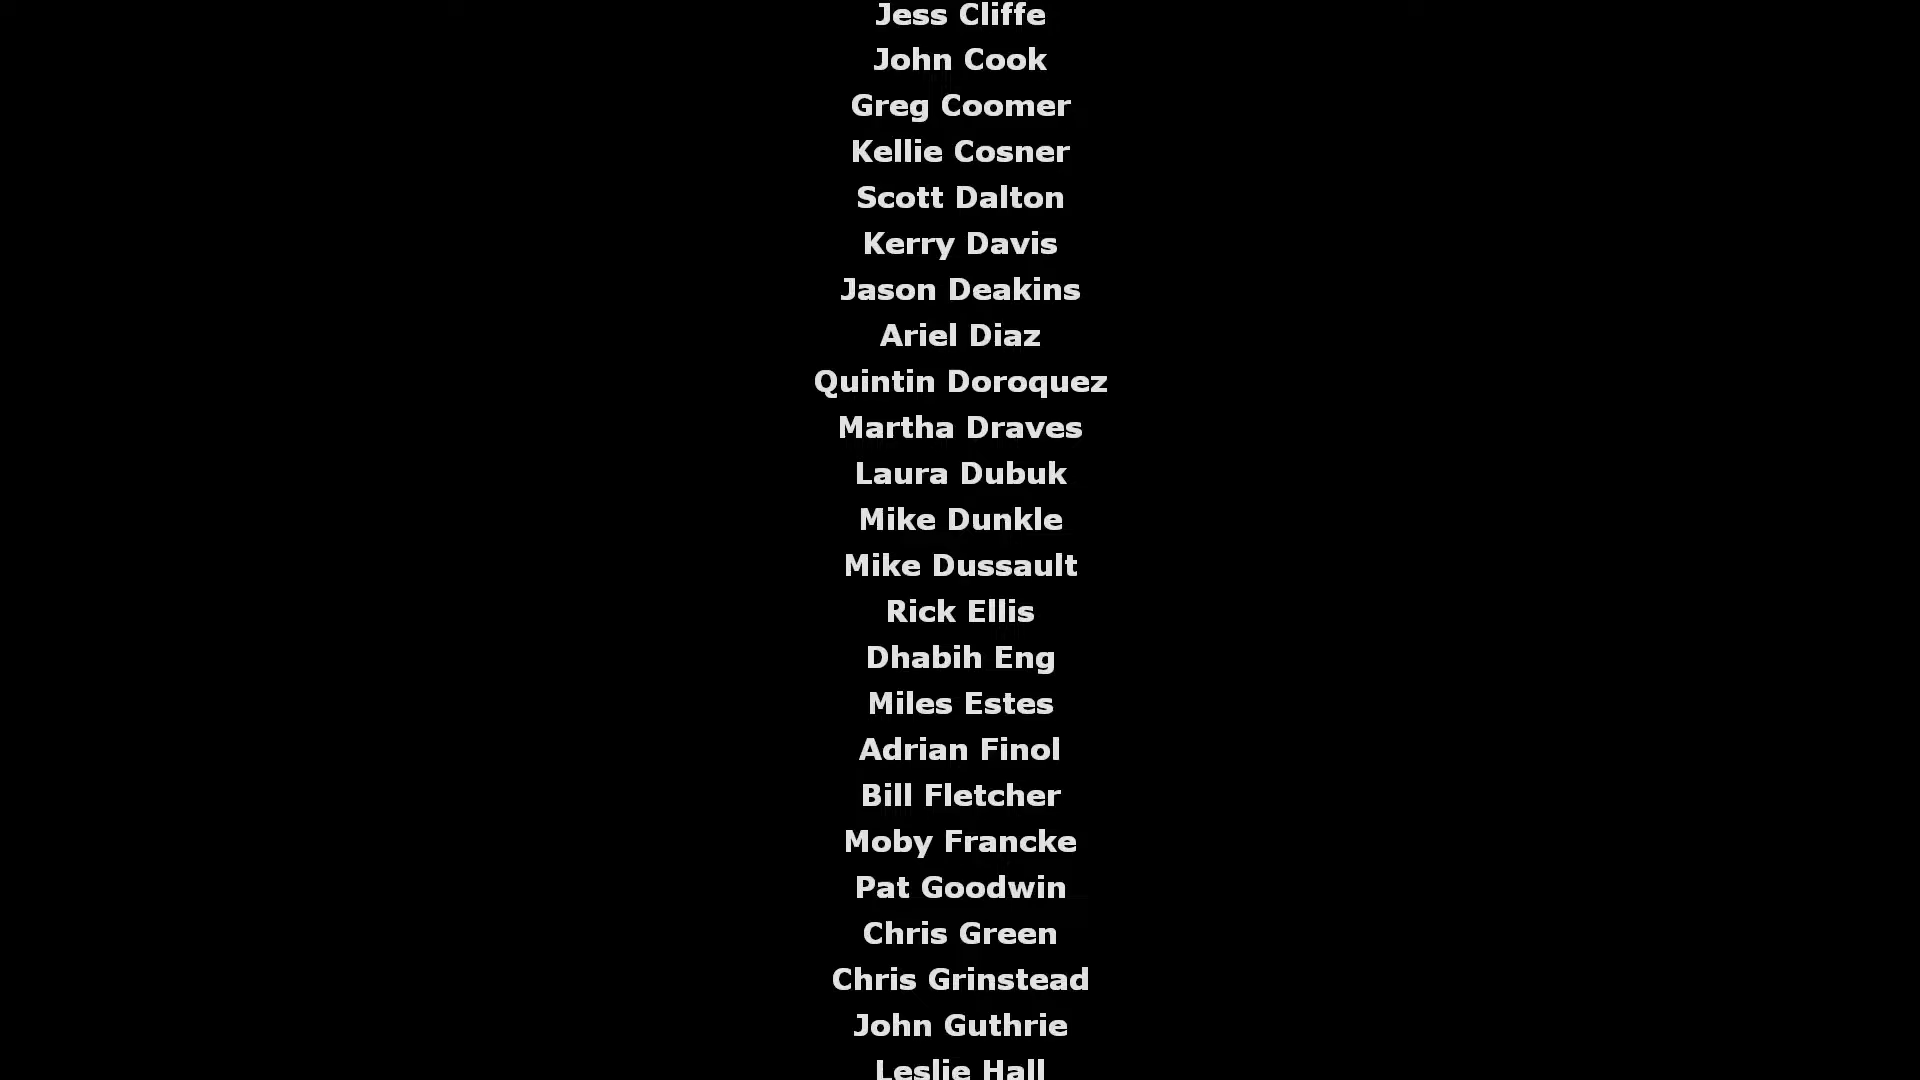 Jess Cliffe
John Cook
Greg Coomer
Kellie Cosner
Scott Dalton
Kerry Davis
Jason Deakins
Ariel Diaz
Quintin Doroquez
Martha Draves
Laura Dubuk
Mike Dunkle
Mike Dussault
Rick Ellis
Dhabih Eng
Miles Estes
Adrian Finol
Bill Fletcher
Moby Francke
Pat Goodwin
Chris Green
Chris Grinstead
John Guthrie
Leslie Hall